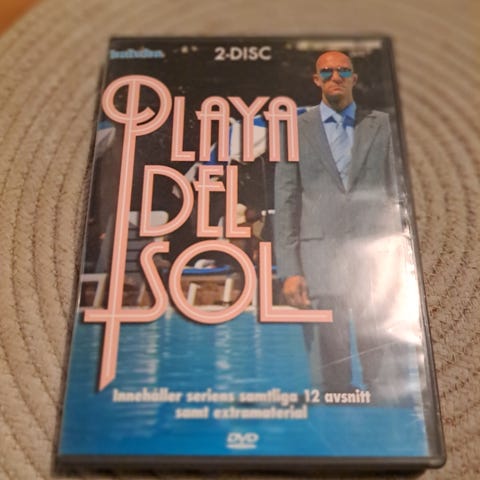 2-DISC
PLAYA
DEL
SOL
Innehåller seriens samtliga 12 avsnitt
samt extramaterial
DVD